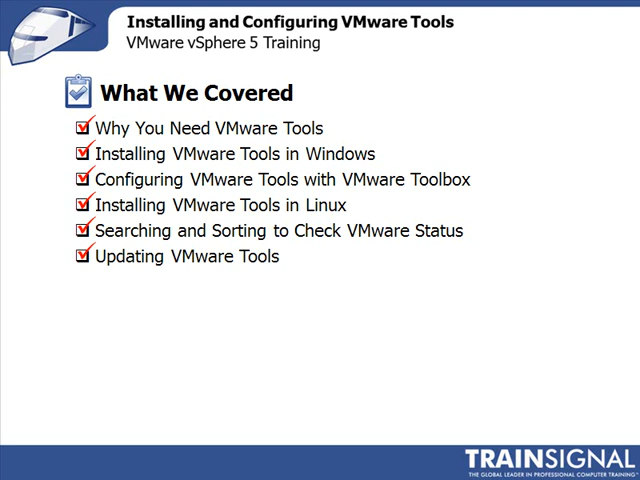 Installing and Configuring VMware Tools
VMware vSphere 5 Training
What We Covered
Why You Need VMware Tools
Installing VMware Tools in Windows
Configuring VMware Tools with VMware Toolbox
Installing VMware Tools in Linux
Searching and Sorting to Check VMware Status
Updating VMware Tools
TRAINSIGNAL
THE GLOBAL LEADER IN PROFESSIONAL COMPUTER TRAINING